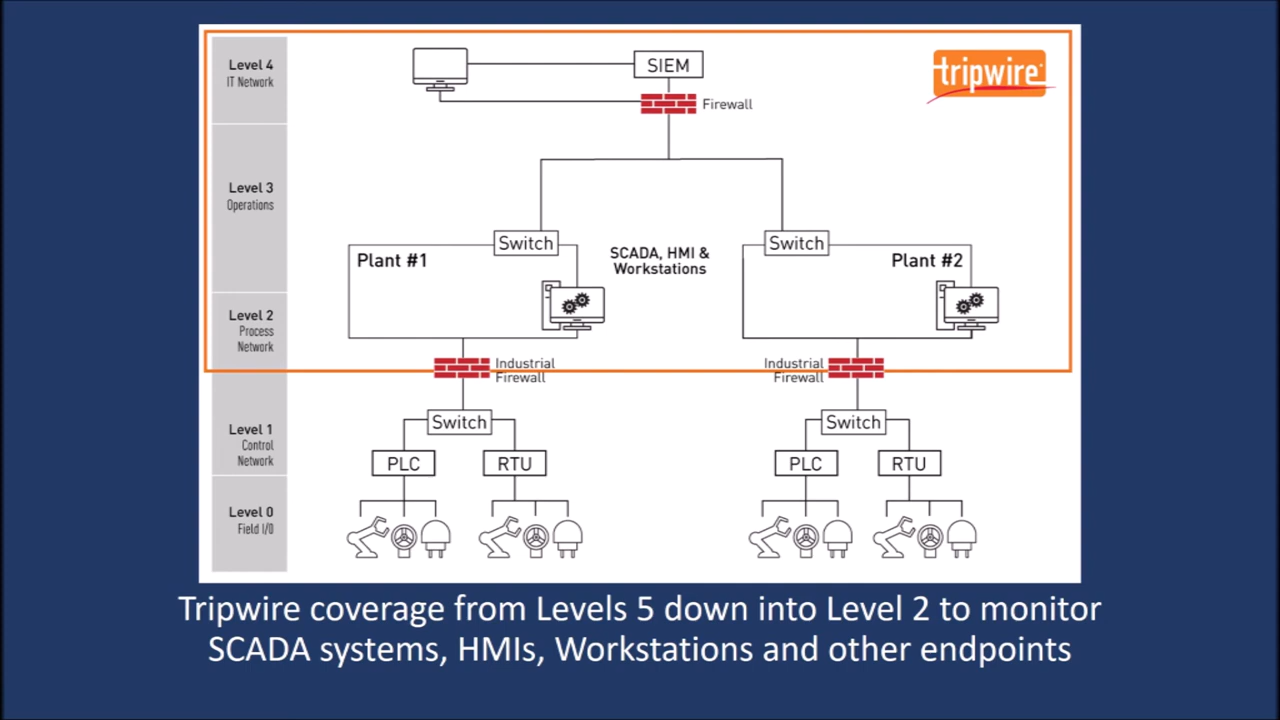 Level 4
IT Network
SIEM
tripwire
Firewall
Level 3
Operations
Switch
Switch
Plant #1
SCADA, HMI &
Workstations
Plant #2
Level 2
Process
Network
Industrial
Firewall
Industrial
Firewall
Level 1
Control
Network
Switch
Switch
PLC
RTU
PLC
RTU
Level 0
Field I/0
Tripwire coverage from Levels 5 down into Level 2 to monitor
SCADA systems, HMIs, Workstations and other endpoints